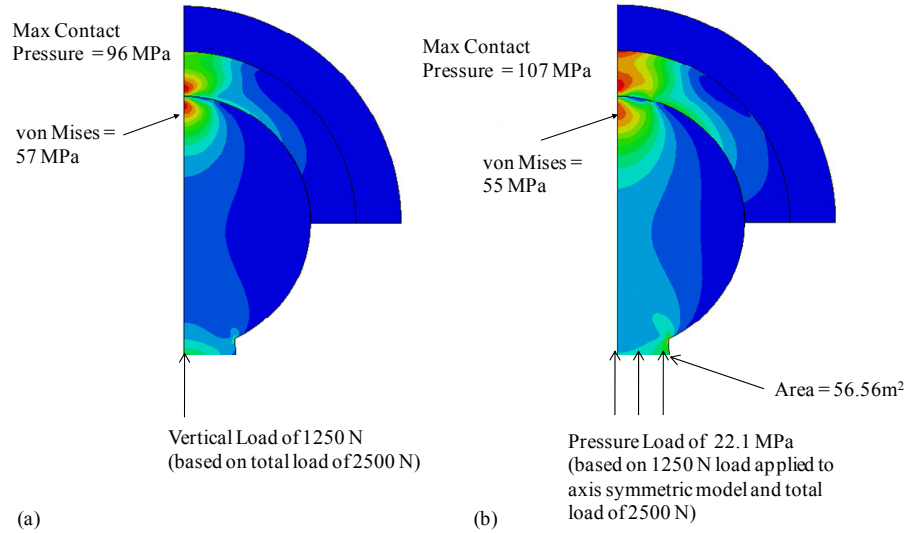 Max Contact
Pressure = 96 MPa
von Mises =
57 MPa
Vertical Load of 1250 N
(based on total load of 2500 N)
(a)
Max Contact
Pressure = 107 MPa
von Mises =
55 MPa
Area = 56.56m²
Pressure Load of 22.1 MPa
(based on 1250 N load applied to
axis symmetric model and total
load of 2500 N)
(b)